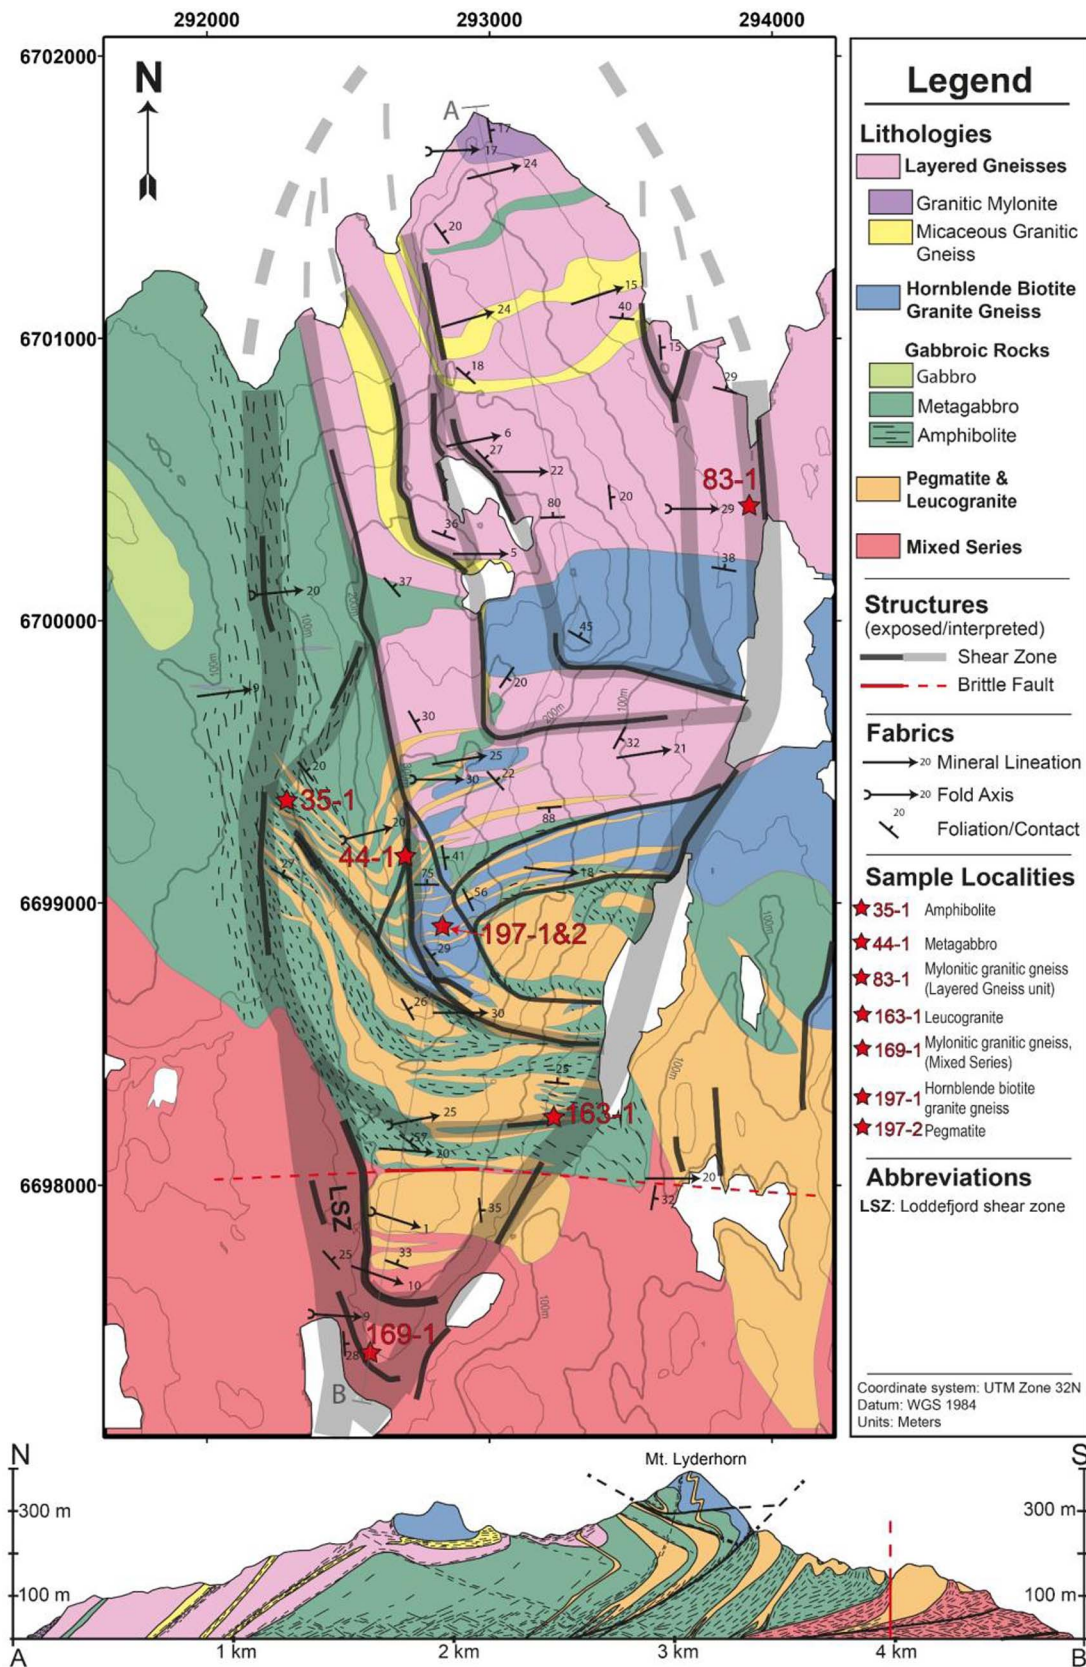 292000
293000
294000
6702000
6701000
6700000
6699000
6698000
N
A
17
17
24
20
15
24
40
18
15
29
6
27
22
83-1
80
20
29
36
5
38
37
20
100m
200m
45
100m
9
20
100m
200m
30
32
21
25
20
30
22
35-1
88
20
44-1
41
18
27
75
56
100m
197-1&2
29
26
30
25
100m
163-1
25
27
20
20
32
LSZ
35
1
25
33
10
100m
9
169-1
28
B
Legend
Lithologies
Layered Gneisses
Granitic Mylonite
Micaceous Granitic
Gneiss
Hornblende Biotite
Granite Gneiss
Gabbroic Rocks
Gabbro
Metagabbro
Amphibolite
Pegmatite &
Leucogranite
Mixed Series
Structures
(exposed/interpreted)
Shear Zone
Brittle Fault
Fabrics
20 Mineral Lineation
20 Fold Axis
20
Foliation/Contact
Sample Localities
35-1 Amphibolite
44-1 Metagabbro
83-1 Mylonitic granitic gneiss
(Layered Gneiss unit)
163-1 Leucogranite
169-1 Mylonitic granitic gneiss,
(Mixed Series)
197-1 Hornblende biotite
granite gneiss
197-2 Pegmatite
Abbreviations
LSZ: Loddefjord shear zone
Coordinate system: UTM Zone 32N
Datum: WGS 1984
Units: Meters
N
Mt. Lyderhorn
S
300 m
300 m
100 m
100 m
A
1 km
2 km
3 km
4 km
B